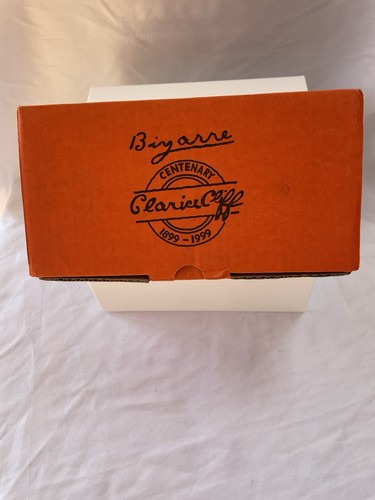 Bizarre
CENTENARY
Clarice Cliff
1899 - 1999